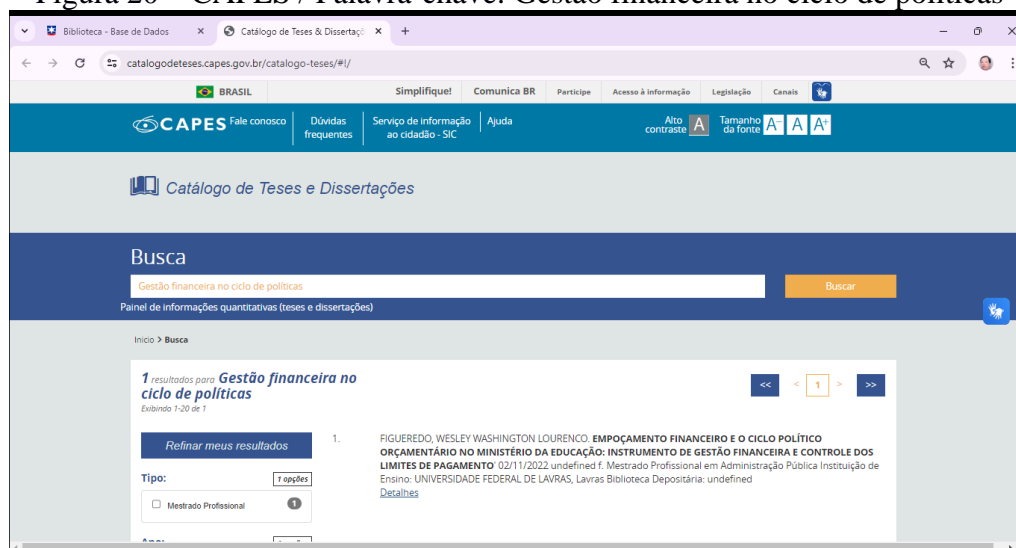 Figura 20 – CAPES / Palavra-chave: Gestão financeira no ciclo de políticas
Biblioteca - Base de Dados
Catálogo de Teses & Dissertaçõ
catalogodeteses.capes.gov.br/catalogo-teses/#!/
BRASIL Simplifique! Comunica BR Participe Acesso à informação Legislação Canais
CAPES Fale conosco Dúvidas frequentes Serviço de informação ao cidadão - SIC Ajuda Alto contraste A Tamanho da fonte A- A A+
Catálogo de Teses e Dissertações
Busca
Gestão financeira no ciclo de políticas Buscar
Painel de informações quantitativas (teses e dissertações)
Início > Busca
1 resultados para Gestão financeira no
ciclo de políticas
Exibindo 1-20 de 1
<< < 1 > >>
Refinar meus resultados
Tipo: 1 opções
Mestrado Profissional 1
1. FIGUEREDO, WESLEY WASHINGTON LOURENCO. EMPOÇAMENTO FINANCEIRO E O CICLO POLÍTICO
ORÇAMENTÁRIO NO MINISTÉRIO DA EDUCAÇÃO: INSTRUMENTO DE GESTÃO FINANCEIRA E CONTROLE DOS
LIMITES DE PAGAMENTO' 02/11/2022 undefined f. Mestrado Profissional em Administração Pública Instituição de
Ensino: UNIVERSIDADE FEDERAL DE LAVRAS, Lavras Biblioteca Depositária: undefined
Detalhes